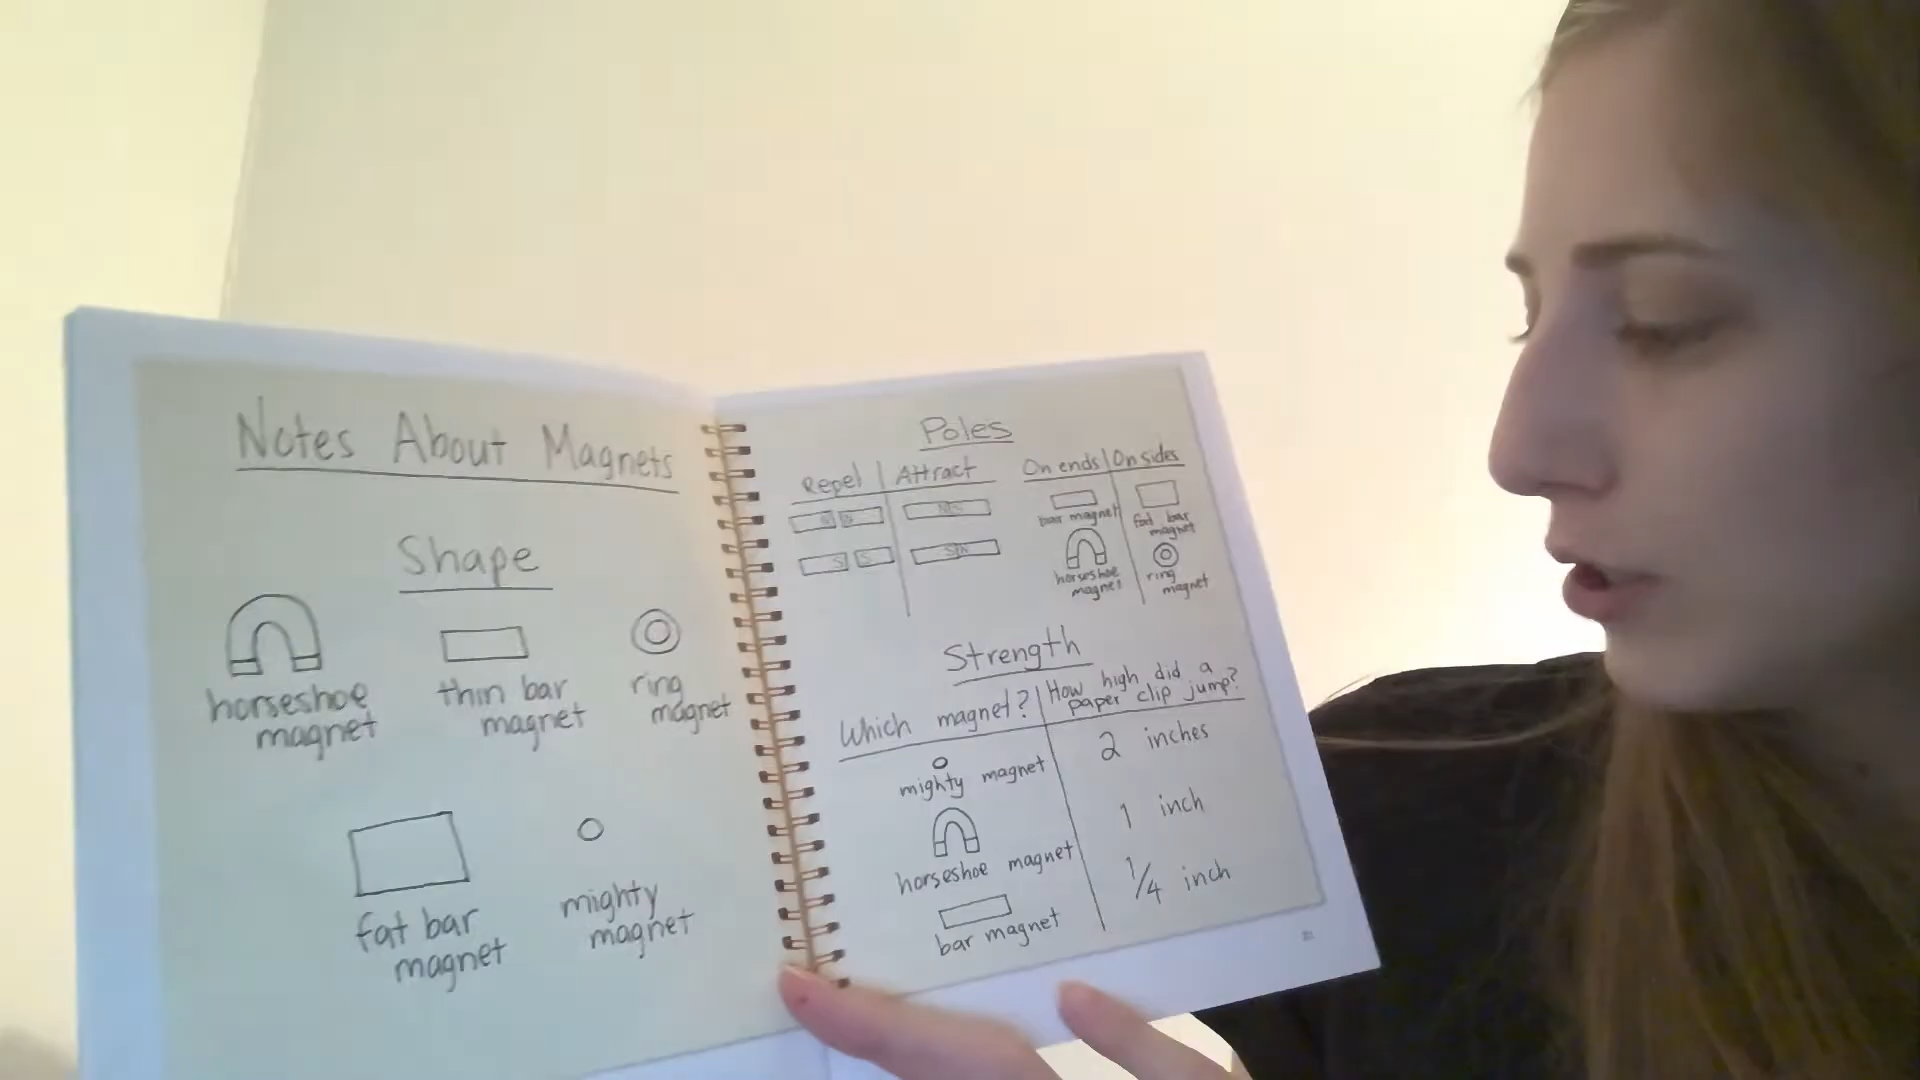 Notes About Magnets
Shape
horseshoe
magnet
thin bar
magnet
ring
magnet
fat bar
magnet
mighty
magnet
Poles
Repel
Attract
N N
N S
S S
S N
On ends
On sides
bar magnet
fat bar
magnet
horseshoe
magnet
ring
magnet
Strength
Which magnet?
How high did a
paper clip jump?
mighty magnet
2 inches
horseshoe magnet
1 inch
bar magnet
1/4 inch